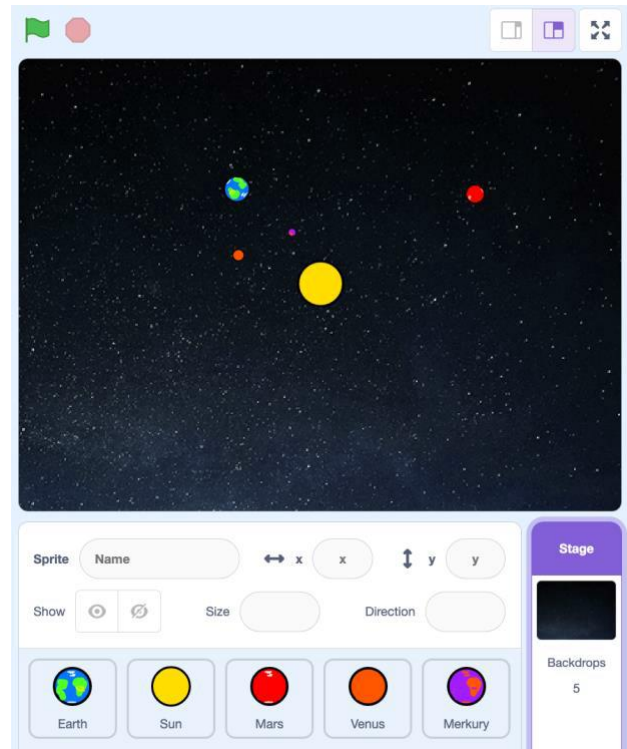 Sprite Name x x y y
Show Size Direction
Stage
Backdrops
5
Earth Sun Mars Venus Merkury